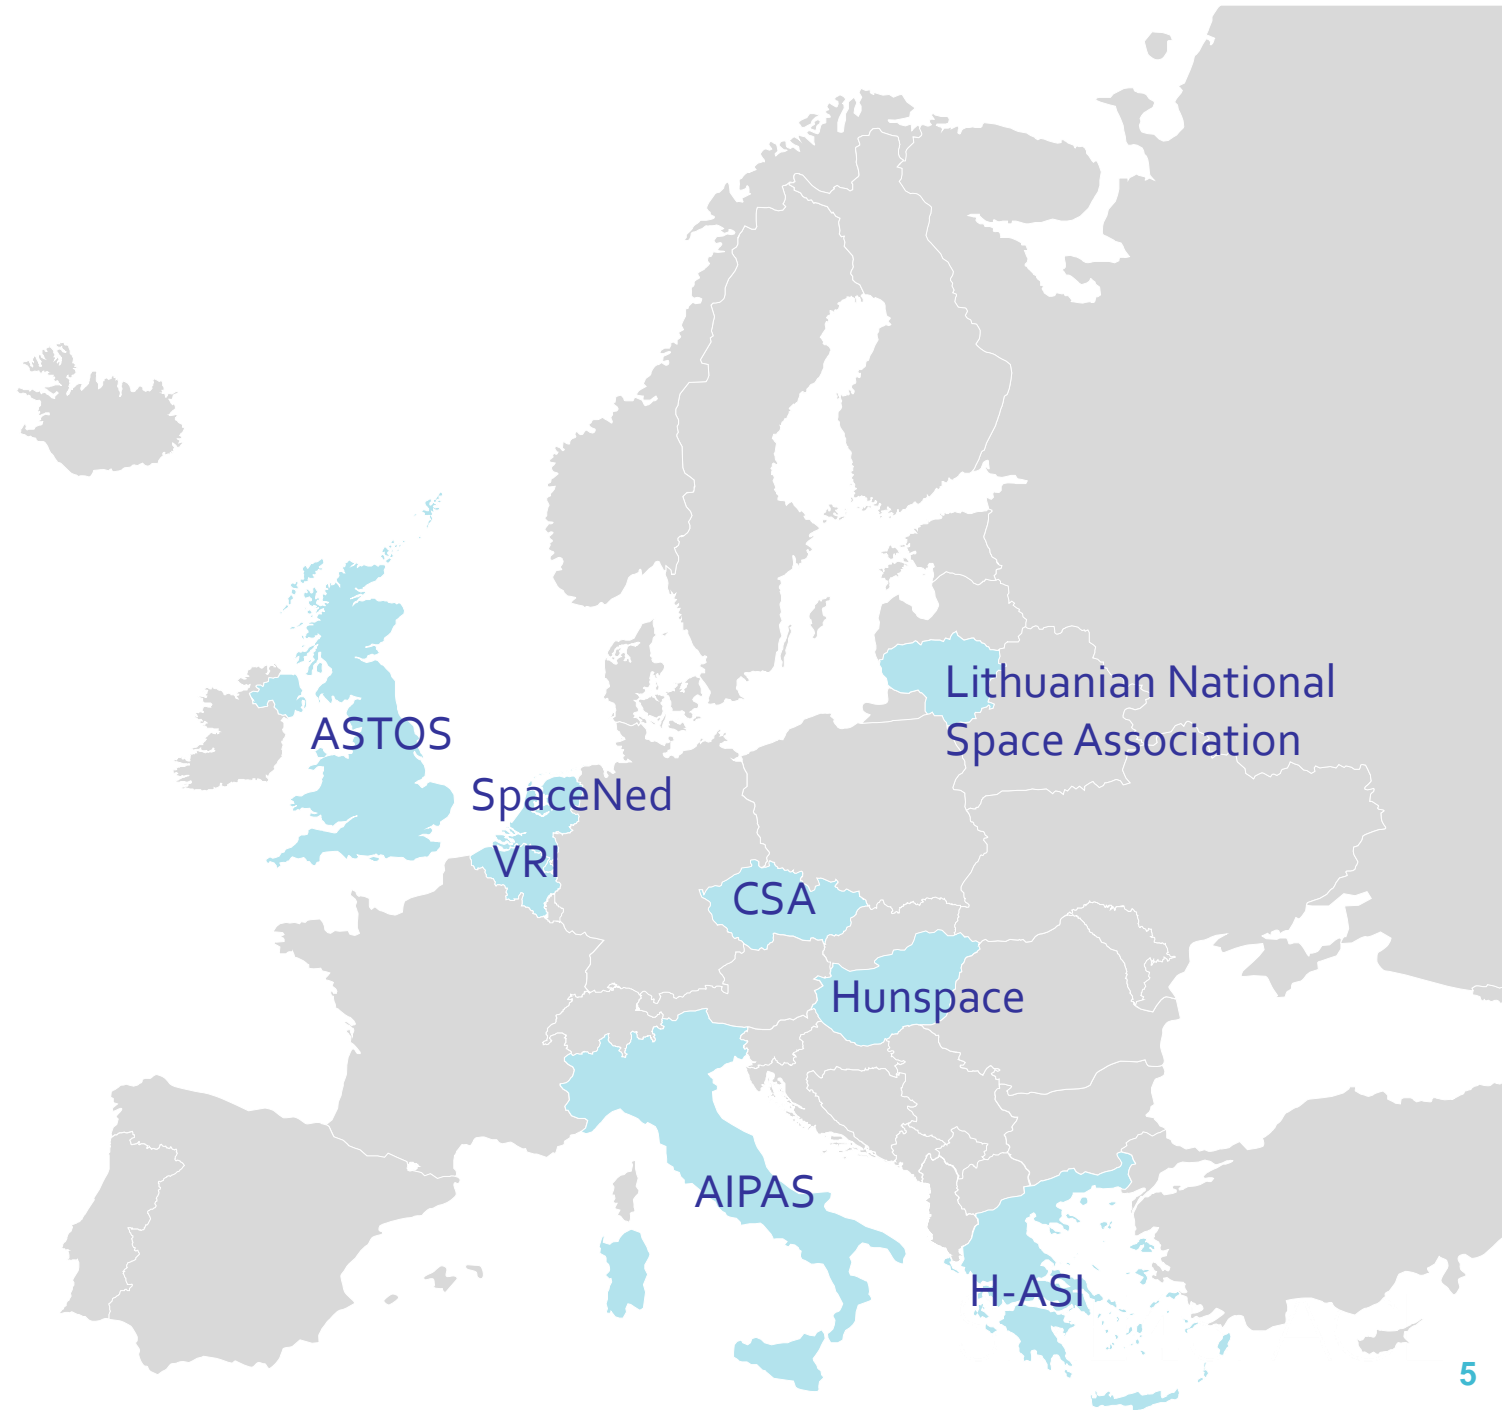 Lithuanian National
Space Association
ASTOS
SpaceNed
VRI
CSA
Hunspace
AIPAS
H-ASI
5